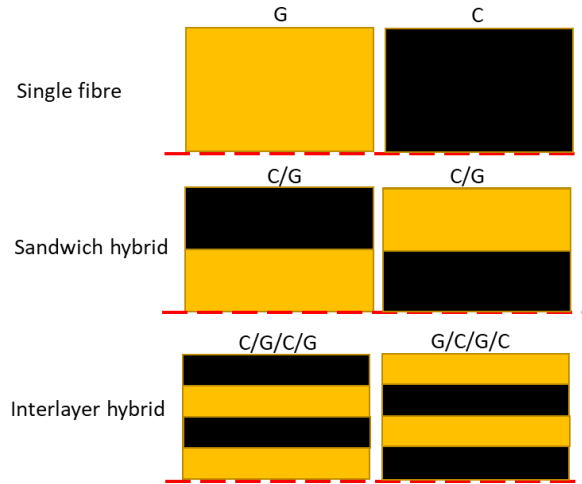 G C
Single fibre
C/G C/G
Sandwich hybrid
C/G/C/G G/C/G/C
Interlayer hybrid